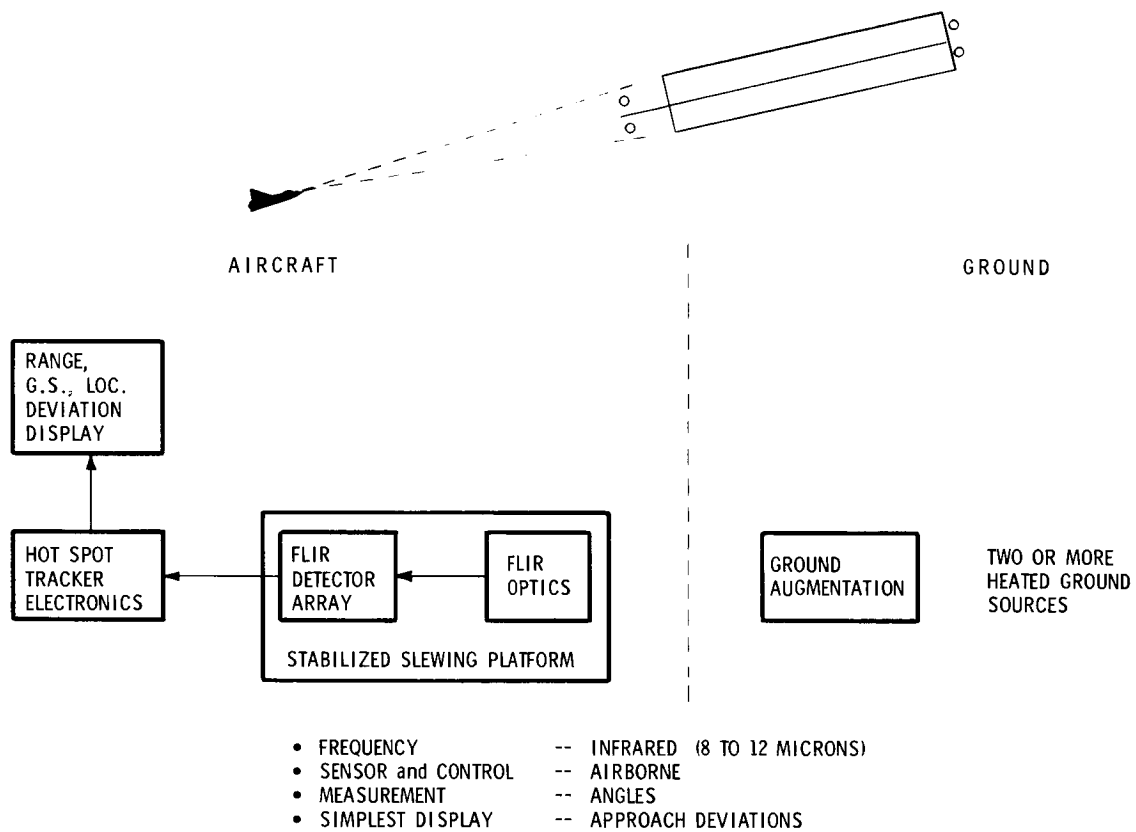 AIRCRAFT
GROUND
RANGE,
G.S., LOC.
DEVIATION
DISPLAY
HOT SPOT
TRACKER
ELECTRONICS
FLIR
DETECTOR
ARRAY
FLIR
OPTICS
STABILIZED SLEWING PLATFORM
GROUND
AUGMENTATION
TWO OR MORE
HEATED GROUND
SOURCES
• FREQUENCY -- INFRARED (8 TO 12 MICRONS)
• SENSOR and CONTROL -- AIRBORNE
• MEASUREMENT -- ANGLES
• SIMPLEST DISPLAY -- APPROACH DEVIATIONS